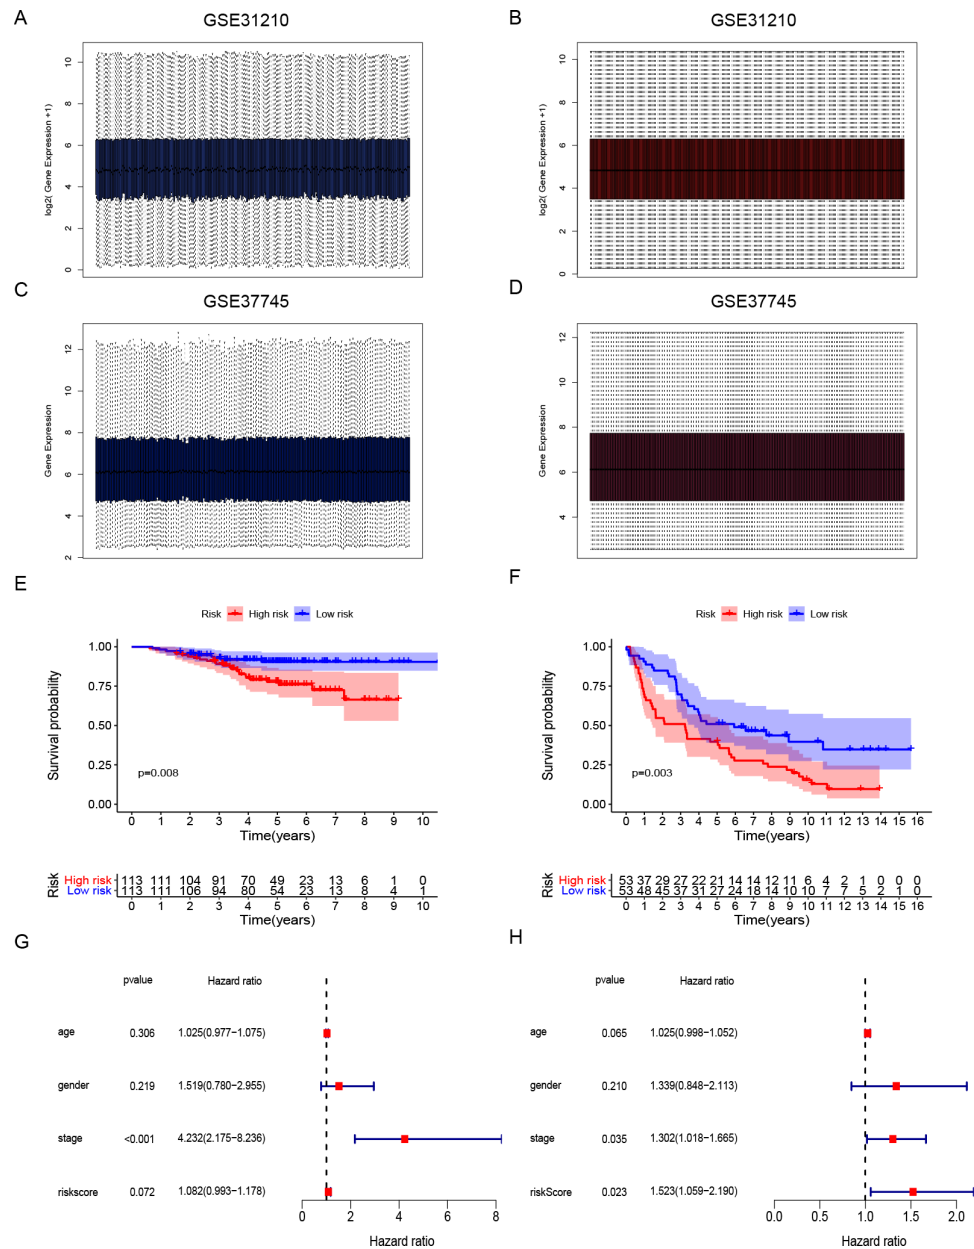 A
GSE31210
log2( Gene Expression +1)
10
8
6
4
2
0
B
GSE31210
log2( Gene Expression +1)
10
8
6
4
2
0
C
GSE37745
Gene Expression
12
10
8
6
4
2
D
GSE37745
Gene Expression
12
10
8
6
4
E
Risk High risk Low risk
Survival probability
1.00
0.75
0.50
0.25
0.00
p=0.008
0 1 2 3 4 5 6 7 8 9 10
Time(years)
Risk
High risk 113 111 104 91 70 49 23 13 6 1 0
Low risk 113 111 106 94 80 54 23 13 8 4 1
0 1 2 3 4 5 6 7 8 9 10
Time(years)
F
Risk High risk Low risk
Survival probability
1.00
0.75
0.50
0.25
0.00
p=0.003
0 1 2 3 4 5 6 7 8 9 10 11 12 13 14 15 16
Time(years)
Risk
High risk 53 37 29 27 22 21 14 14 12 11 6 4 2 1 0 0 0
Low risk 53 48 45 37 31 27 24 18 14 10 10 7 7 5 2 1 0
0 1 2 3 4 5 6 7 8 9 10 11 12 13 14 15 16
Time(years)
G
pvalue Hazard ratio
age 0.306 1.025(0.977−1.075)
gender 0.219 1.519(0.780−2.955)
stage <0.001 4.232(2.175−8.236)
riskscore 0.072 1.082(0.993−1.178)
0 2 4 6 8
Hazard ratio
H
pvalue Hazard ratio
age 0.065 1.025(0.998−1.052)
gender 0.210 1.339(0.848−2.113)
stage 0.035 1.302(1.018−1.665)
riskScore 0.023 1.523(1.059−2.190)
0.0 0.5 1.0 1.5 2.0
Hazard ratio